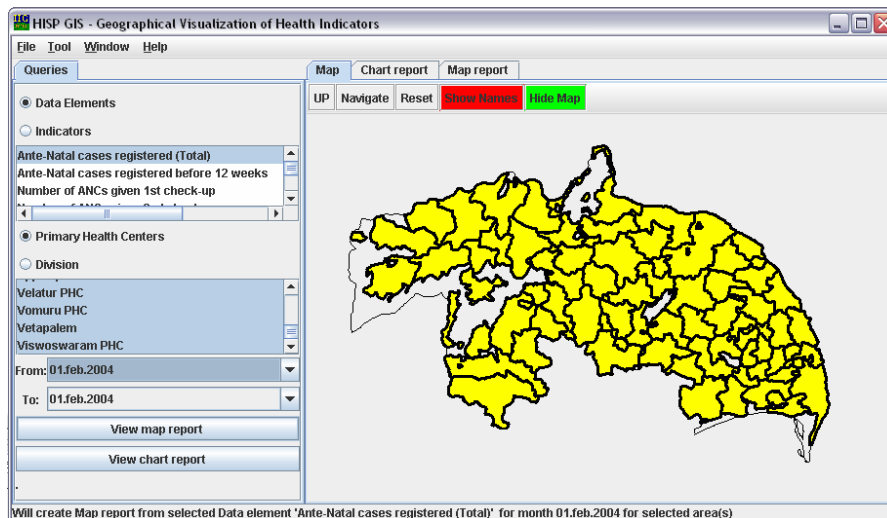 HISP GIS - Geographical Visualization of Health Indicators
File Tool Window Help
Queries
Data Elements
Indicators
Ante-Natal cases registered (Total)
Ante-Natal cases registered before 12 weeks
Number of ANCs given 1st check-up
Primary Health Centers
Division
Velatur PHC
Vomuru PHC
Vetapalem
Viswoswaram PHC
From: 01.feb.2004
To: 01.feb.2004
View map report
View chart report
.
Map Chart report Map report
UP Navigate Reset Show Names Hide Map
Will create Map report from selected Data element 'Ante-Natal cases registered (Total)' for month 01.feb.2004 for selected area(s)